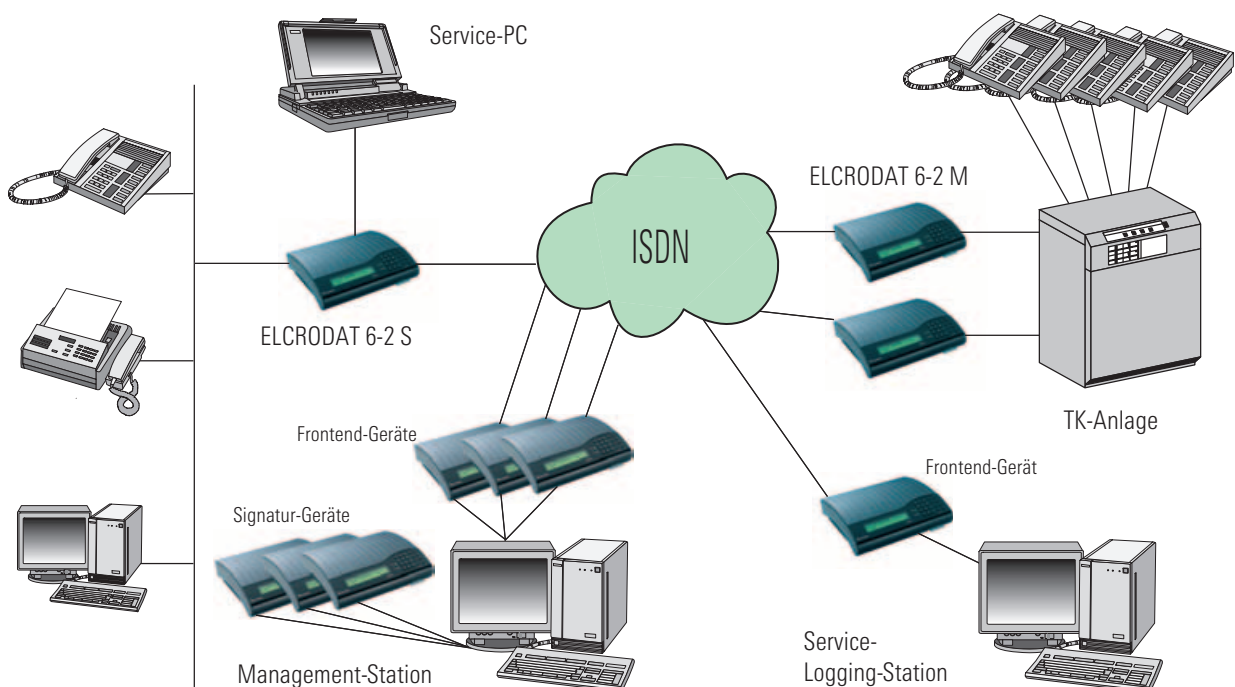 Service-PC
ELCRODAT 6-2 M
ISDN
ELCRODAT 6-2 S
TK-Anlage
Frontend-Geräte
Frontend-Gerät
Signatur-Geräte
Service-
Logging-Station
Management-Station